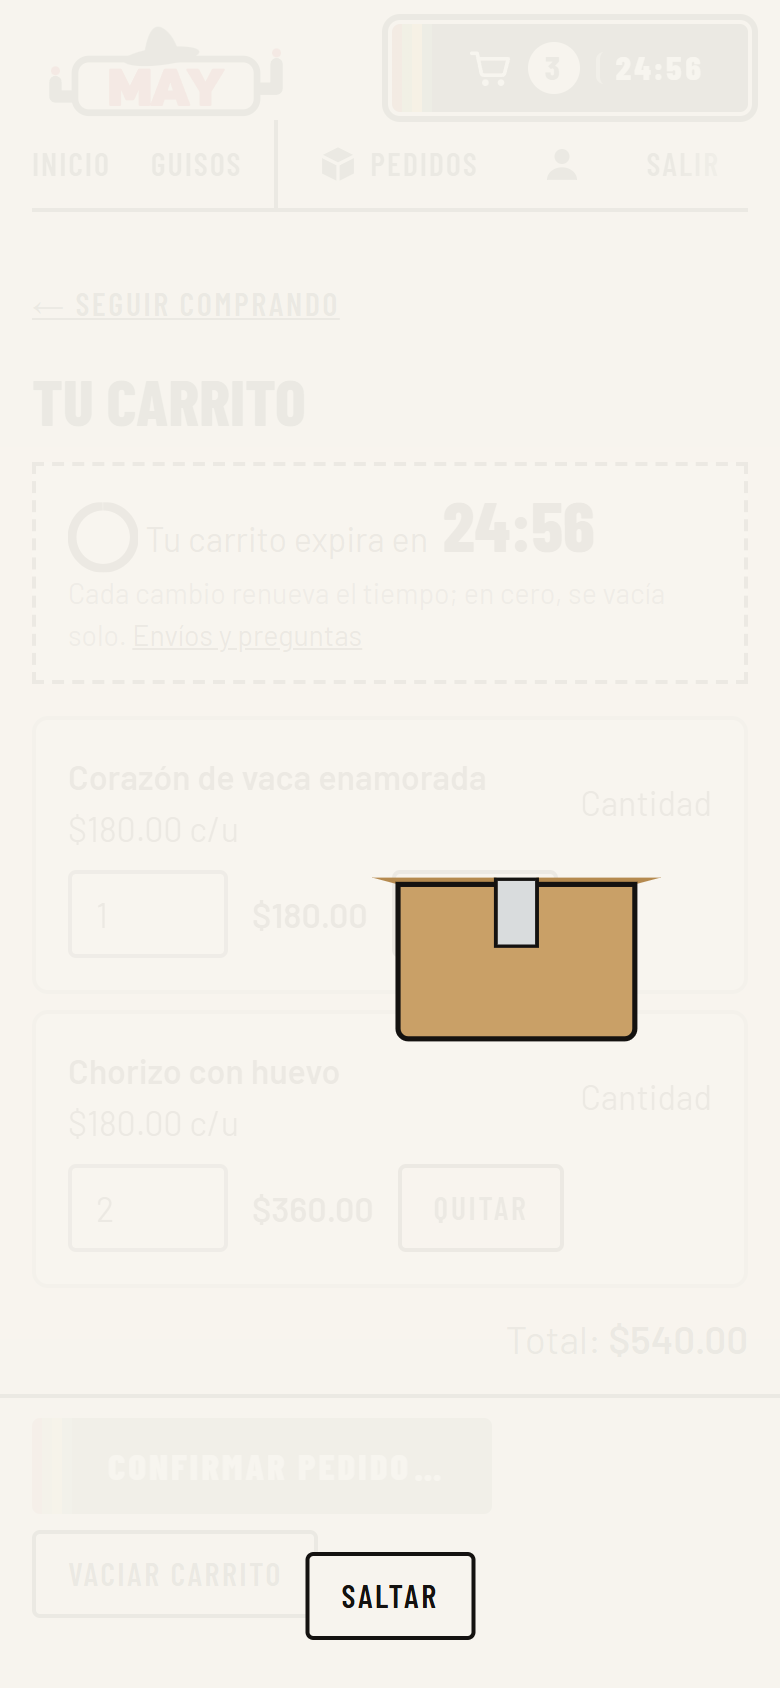 MAY
3
24:56
INICIO GUISOS PEDIDOS SALIR
← SEGUIR COMPRANDO
TU CARRITO
Tu carrito expira en 24:56
Cada cambio renueva el tiempo; en cero, se vacía
solo. Envíos y preguntas
Corazón de vaca enamorada
$180.00 c/u
Cantidad
1 $180.00
Chorizo con huevo
$180.00 c/u
Cantidad
2 $360.00 QUITAR
Total: $540.00
CONFIRMAR PEDIDO…
VACIAR CARRITO
SALTAR